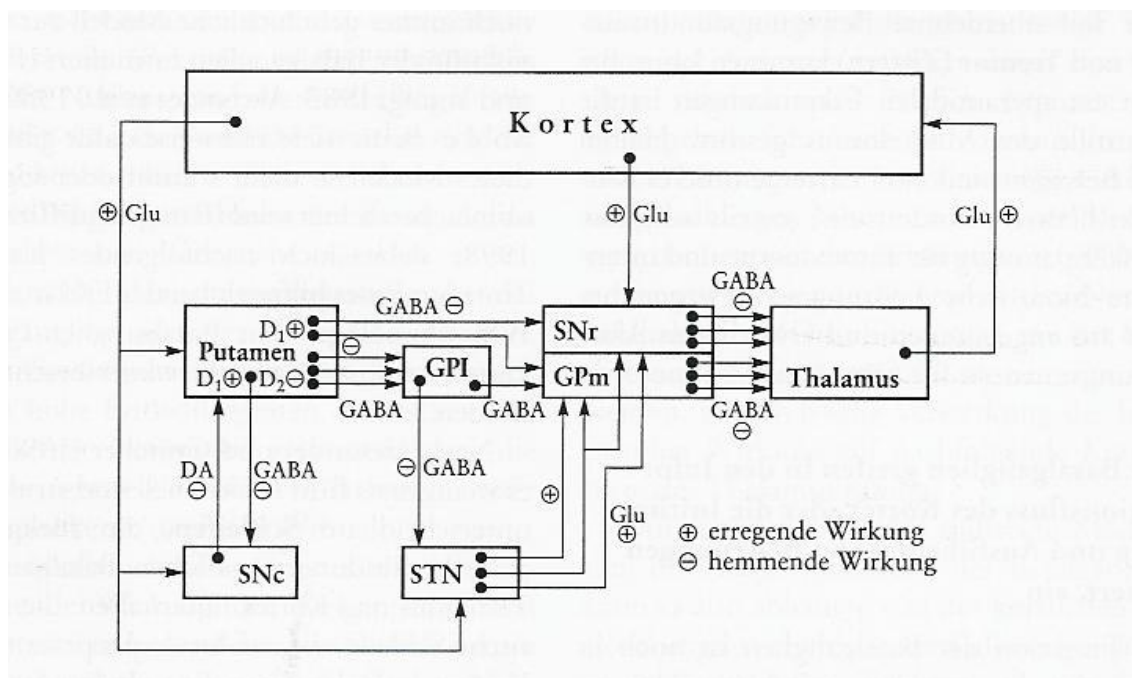 Kortex
⊕ Glu
⊕ Glu
Glu ⊕
GABA ⊖
GABA
⊖
D₁⊕
⊖
Putamen
D₁⊕ D₂⊖
GPl
SNr
GPm
Thalamus
GABA
GABA
GABA
⊖
DA
⊖
GABA
⊖
⊖ GABA
⊕
Glu
⊕
SNc
STN
⊕ erregende Wirkung
⊖ hemmende Wirkung